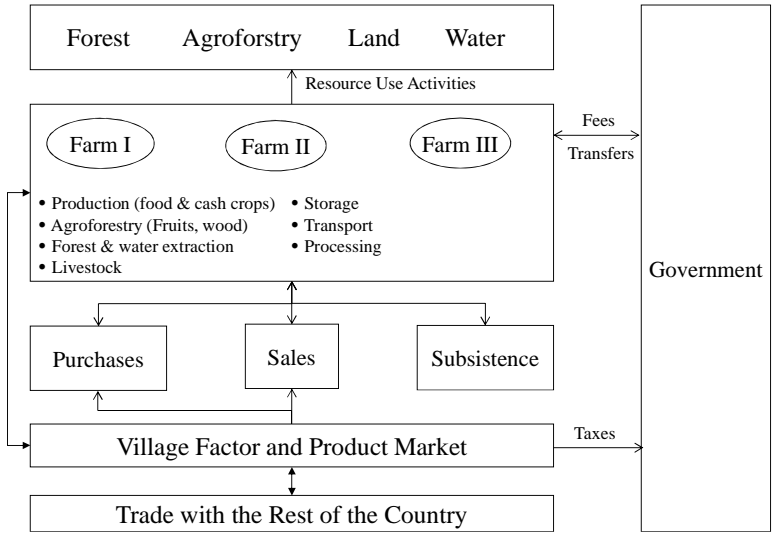 Forest Agroforstry Land Water
Resource Use Activities
Farm I Farm II Farm III
Fees
Transfers
• Production (food & cash crops)
• Agroforestry (Fruits, wood)
• Forest & water extraction
• Livestock
• Storage
• Transport
• Processing
Government
Purchases
Sales
Subsistence
Village Factor and Product Market
Taxes
Trade with the Rest of the Country